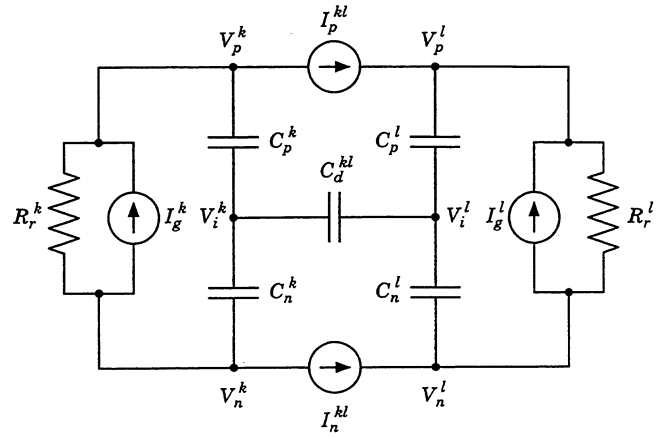 I_p^{kl}
V_p^k V_p^l
C_p^k C_p^l
C_d^{kl}
R_r^k I_g^k V_i^k V_i^l I_g^l R_r^l
C_n^k C_n^l
V_n^k V_n^l
I_n^{kl}